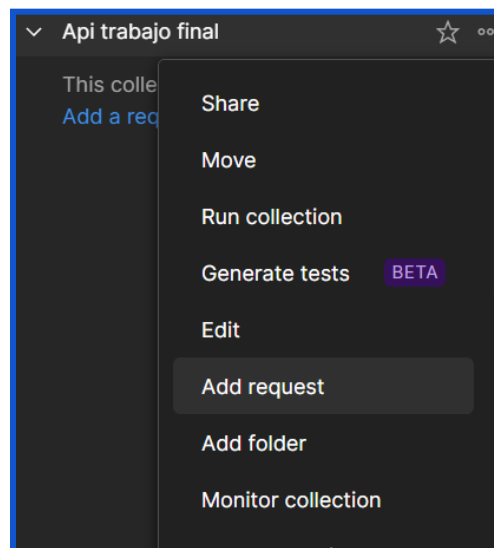 Api trabajo final
This colle
Add a req
Share
Move
Run collection
Generate tests BETA
Edit
Add request
Add folder
Monitor collection